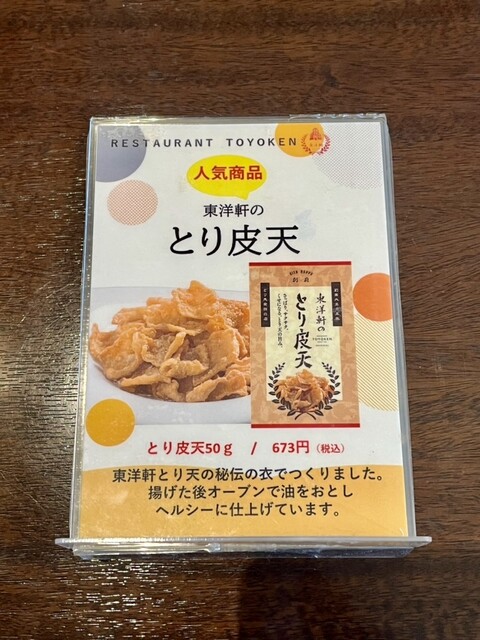 RESTAURANT TOYOKEN
人気商品
東洋軒の
とり皮天
東洋軒の
とり皮天
TOYOKEN
とり皮天50g / 673円（税込）
東洋軒とり天の秘伝の衣でつくりました。
揚げた後オーブンで油をおとし
ヘルシーに仕上げています。